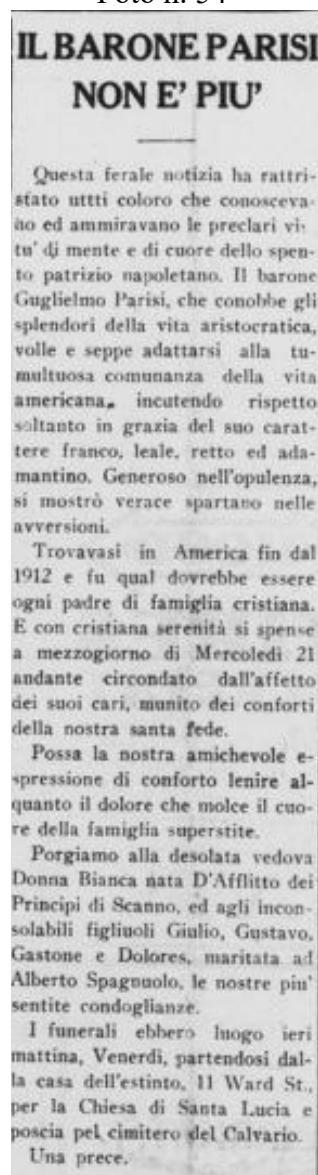 Foto n. 34
IL BARONE PARISI
NON E' PIU'
Questa ferale notizia ha rattri-
stato uttti coloro che conosceva-
no ed ammiravano le preclari vi-
tu' di mente e di cuore dello spen-
to patrizio napoletano. Il barone
Guglielmo Parisi, che conobbe gli
splendori della vita aristocratica,
volle e seppe adattarsi alla tu-
multuosa comunanza della vita
americana, incutendo rispetto
soltanto in grazia del suo carat-
tere franco, leale, retto ed ada-
mantino. Generoso nell'opulenza,
si mostrò verace spartano nelle
avversioni.
Trovavasi in America fin dal
1912 e fu qual dovrebbe essere
ogni padre di famiglia cristiana.
E con cristiana serenità si spense
a mezzogiorno di Mercoledi 21
andante circondato dall'affetto
dei suoi cari, munito dei conforti
della nostra santa fede.
Possa la nostra amichevole e-
spressione di conforto lenire al-
quanto il dolore che molce il cuo-
re della famiglia superstite.
Porgiamo alla desolata vedova
Donna Bianca nata D'Afflitto dei
Principi di Scanno, ed agli incon-
solabili figliuoli Giulio, Gustavo,
Gastone e Dolores, maritata ad
Alberto Spagnuolo, le nostre piu'
sentite condoglianze.
I funerali ebbero luogo ieri
mattina, Venerdi, partendosi dal-
la casa dell'estinto, 11 Ward St.,
per la Chiesa di Santa Lucia e
poscia pel cimitero del Calvario.
Una prece.